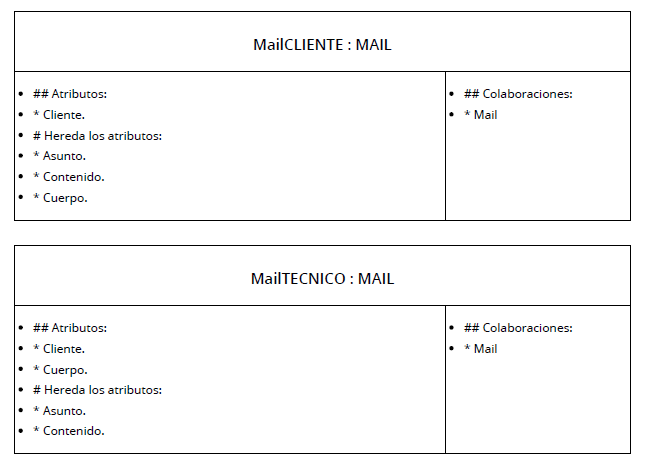 MailCLIENTE : MAIL
• ## Atributos:
• * Cliente.
• # Hereda los atributos:
• * Asunto.
• * Contenido.
• * Cuerpo.
• ## Colaboraciones:
• * Mail
MailTECNICO : MAIL
• ## Atributos:
• * Cliente.
• * Cuerpo.
• # Hereda los atributos:
• * Asunto.
• * Contenido.
• ## Colaboraciones:
• * Mail